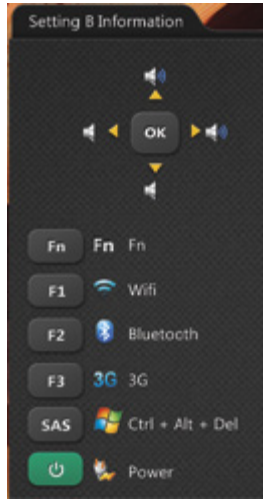 Setting B Information
OK
Fn Fn Fn
F1 Wifi
F2 Bluetooth
F3 3G 3G
SAS Ctrl + Alt + Del
Power